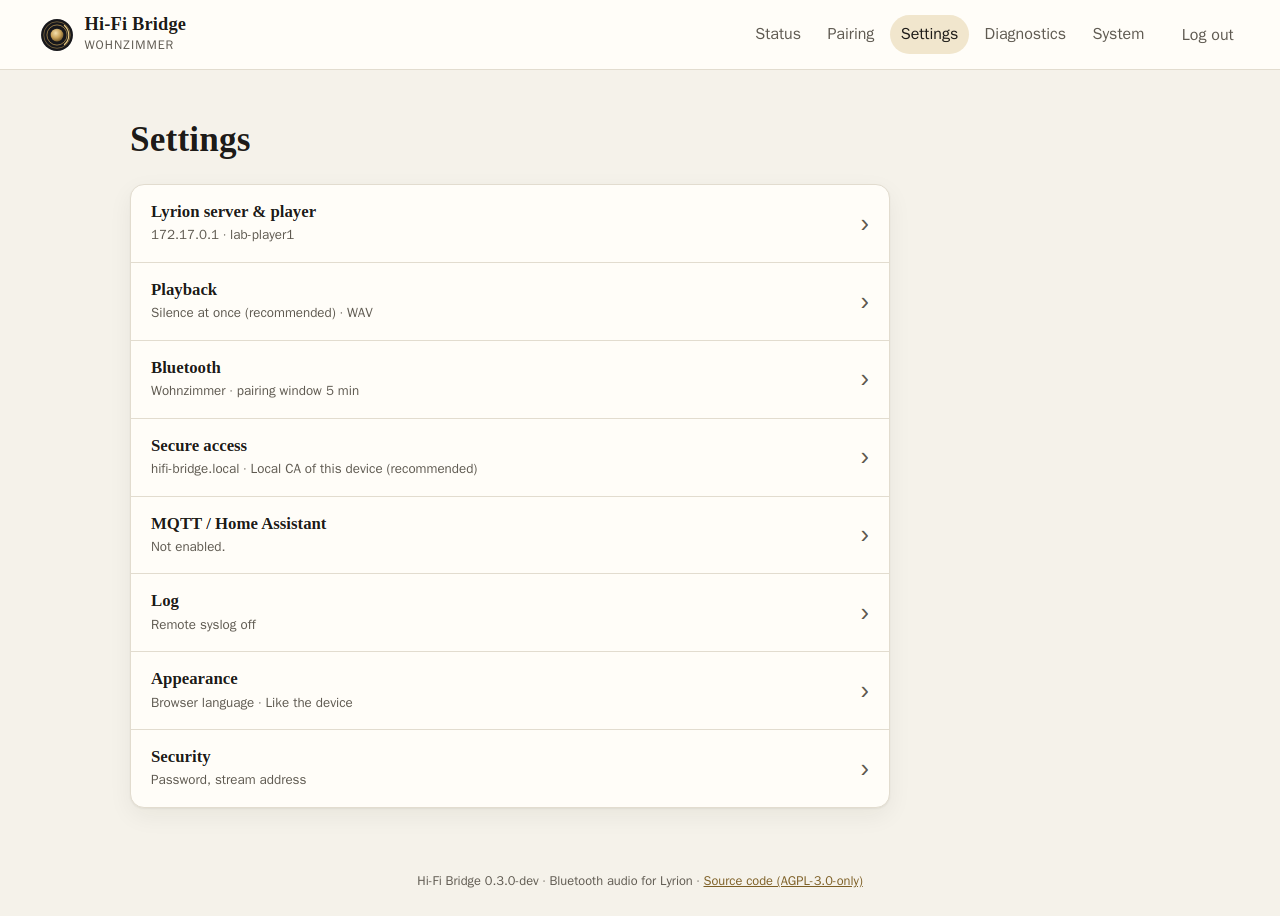 Hi-Fi Bridge
WOHNZIMMER
Status Pairing Settings Diagnostics System Log out
Settings
Lyrion server & player
172.17.0.1 · lab-player1
Playback
Silence at once (recommended) · WAV
Bluetooth
Wohnzimmer · pairing window 5 min
Secure access
hifi-bridge.local · Local CA of this device (recommended)
MQTT / Home Assistant
Not enabled.
Log
Remote syslog off
Appearance
Browser language · Like the device
Security
Password, stream address
Hi-Fi Bridge 0.3.0-dev · Bluetooth audio for Lyrion · Source code (AGPL-3.0-only)